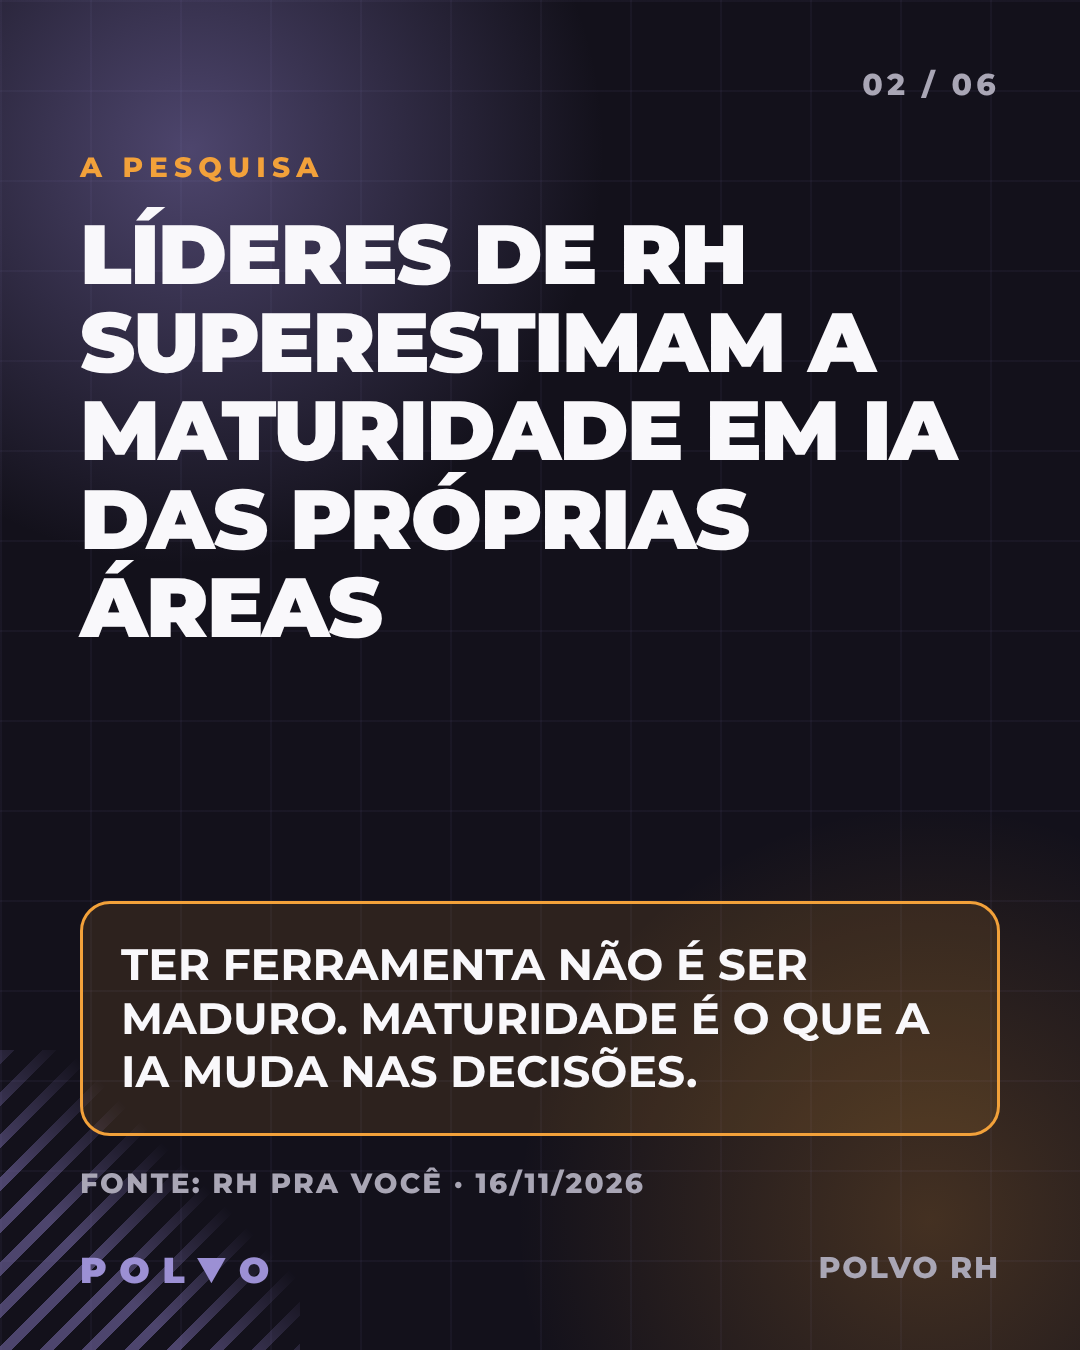 02 / 06
A PESQUISA
LÍDERES DE RH
SUPERESTIMAM A
MATURIDADE EM IA
DAS PRÓPRIAS
ÁREAS
TER FERRAMENTA NÃO É SER
MADURO. MATURIDADE É O QUE A
IA MUDA NAS DECISÕES.
FONTE: RH PRA VOCÊ · 16/11/2026
POL▼O
POLVO RH